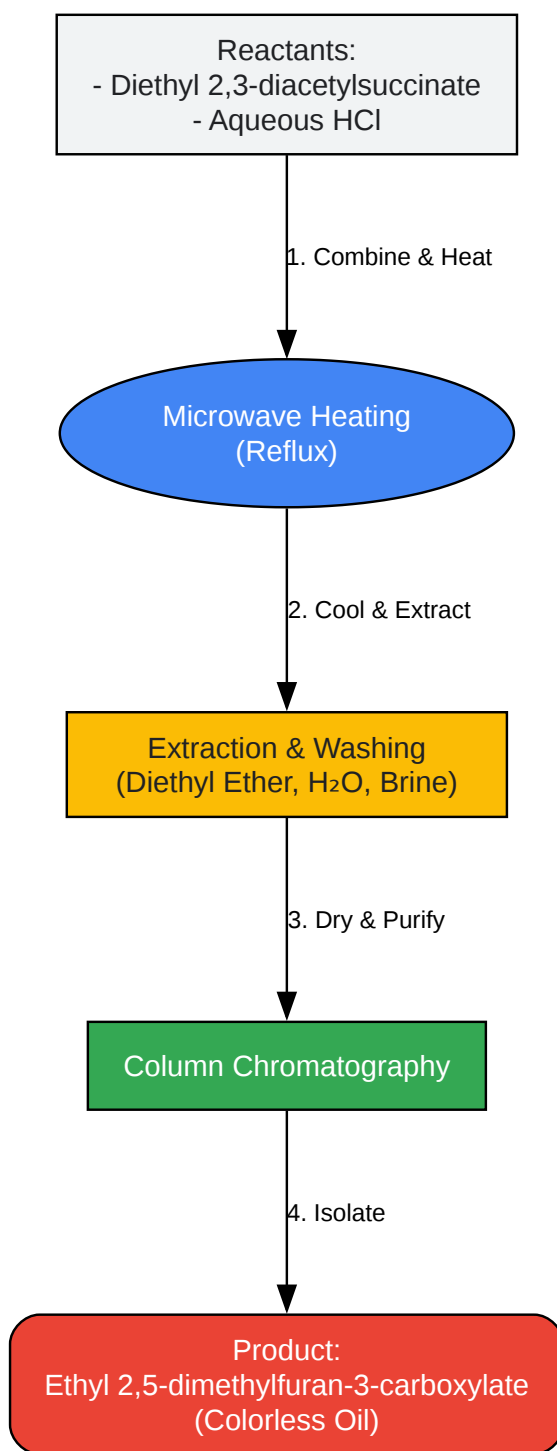 Reactants:
- Diethyl 2,3-diacetylsuccinate
- Aqueous HCl
1. Combine & Heat
Microwave Heating
(Reflux)
2. Cool & Extract
Extraction & Washing
(Diethyl Ether, H₂O, Brine)
3. Dry & Purify
Column Chromatography
4. Isolate
Product:
Ethyl 2,5-dimethylfuran-3-carboxylate
(Colorless Oil)